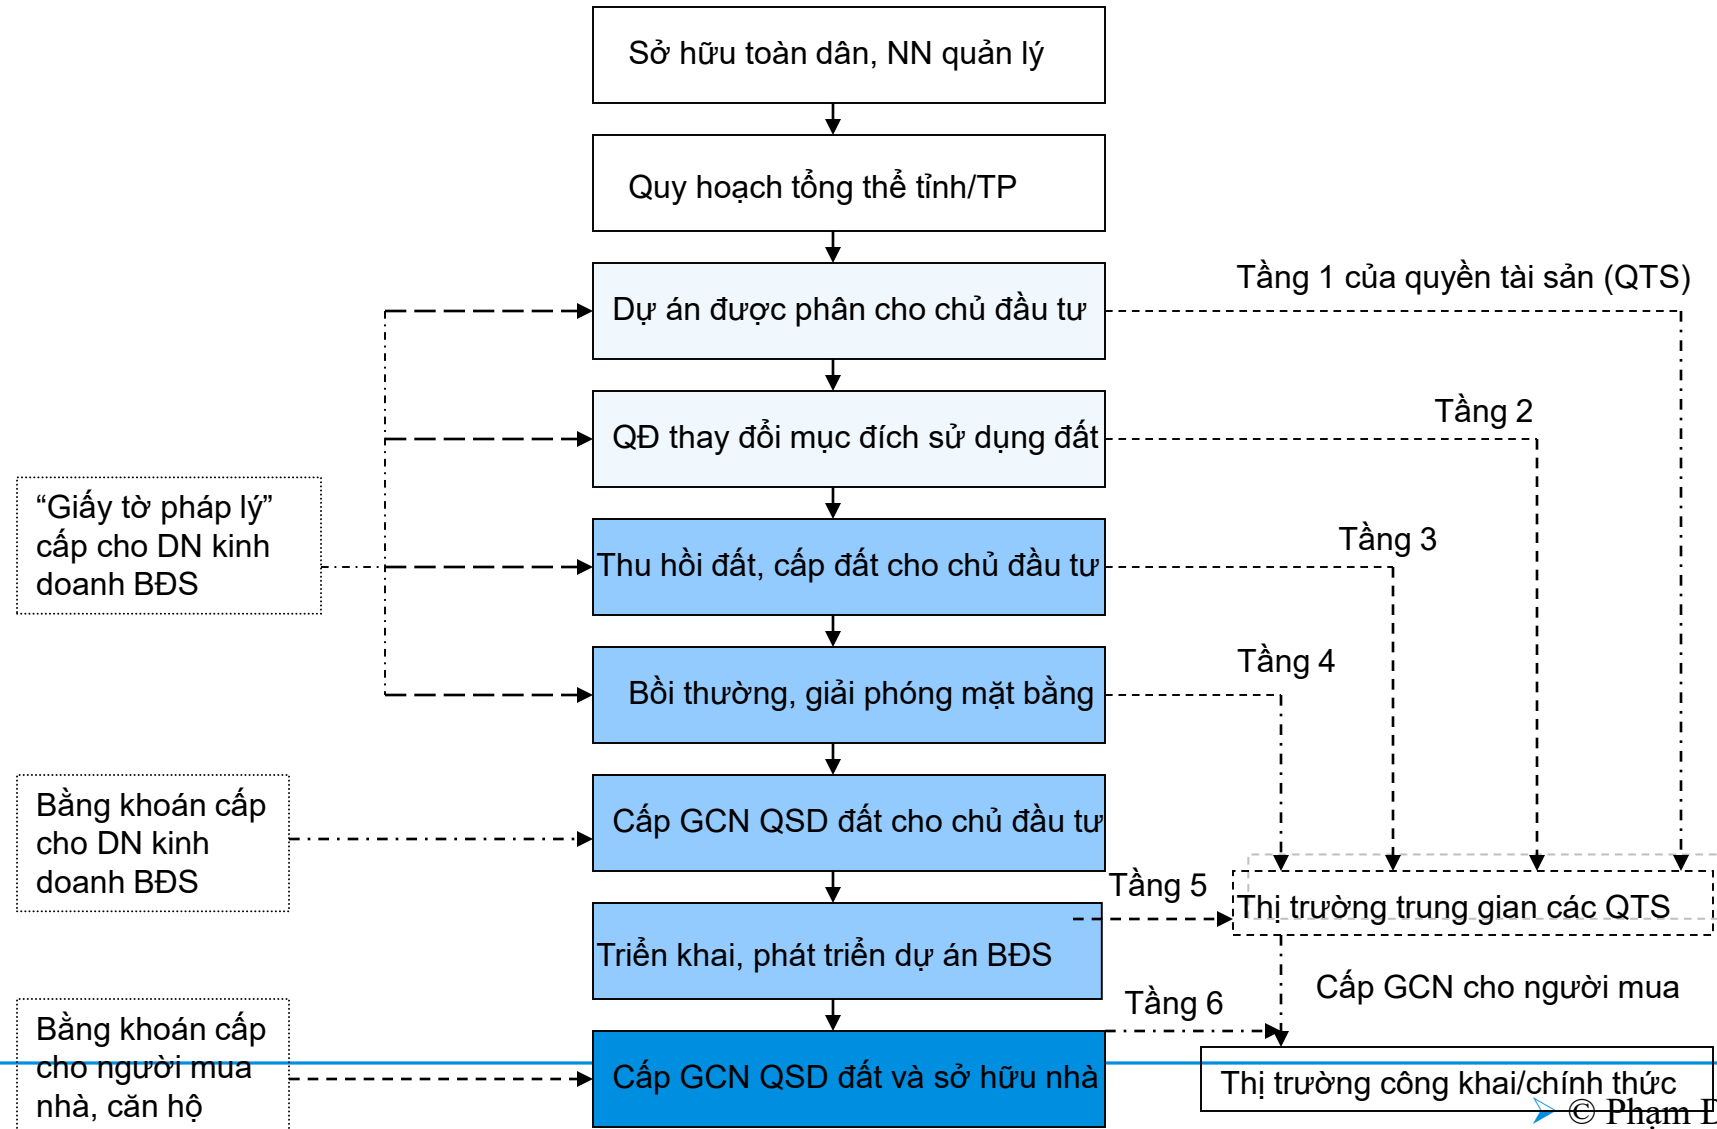 Sở hữu toàn dân, NN quản lý
Quy hoạch tổng thể tỉnh/TP
Tầng 1 của quyền tài sản (QTS)
Dự án được phân cho chủ đầu tư
Tầng 2
QĐ thay đổi mục đích sử dụng đất
“Giấy tờ pháp lý”
cấp cho DN kinh
doanh BĐS
Tầng 3
Thu hồi đất, cấp đất cho chủ đầu tư
Tầng 4
Bồi thường, giải phóng mặt bằng
Bằng khoán cấp
cho DN kinh
doanh BĐS
Cấp GCN QSD đất cho chủ đầu tư
Tầng 5
Thị trường trung gian các QTS
Triển khai, phát triển dự án BĐS
Cấp GCN cho người mua
Tầng 6
Bằng khoán cấp
cho người mua
nhà, căn hộ
Cấp GCN QSD đất và sở hữu nhà
Thị trường công khai/chính thức
© Phạm